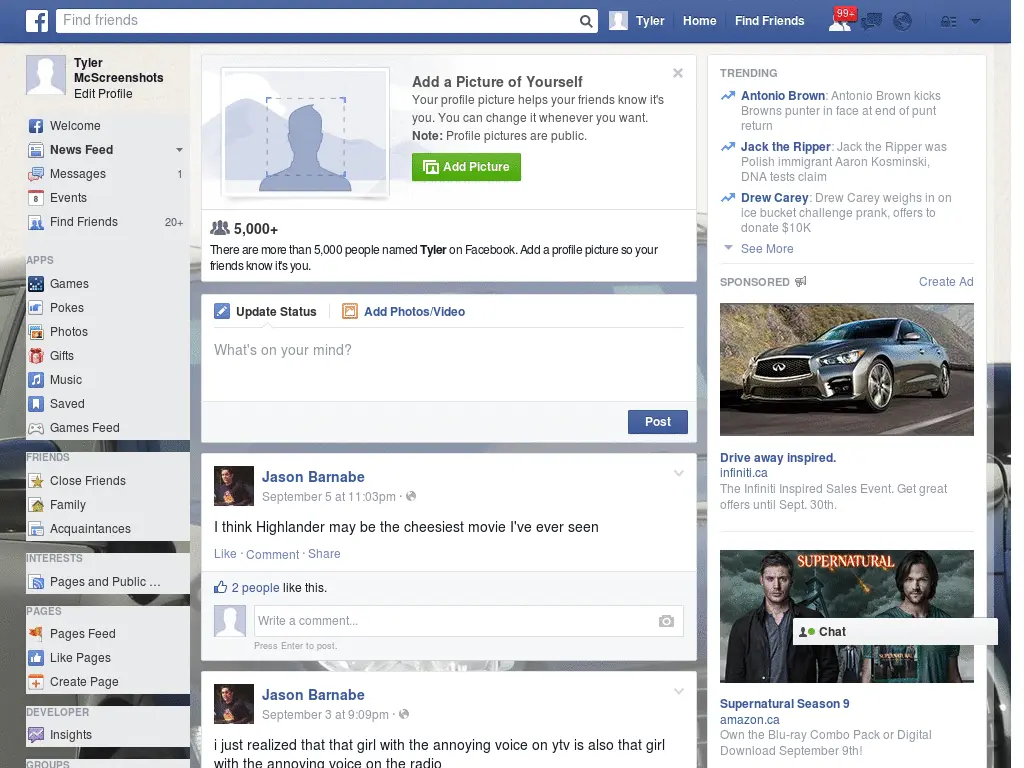 Find friends
Tyler
Home
Find Friends
99+
Tyler
McScreenshots
Edit Profile
Welcome
News Feed
Messages 1
Events
Find Friends 20+
APPS
Games
Pokes
Photos
Gifts
Music
Saved
Games Feed
FRIENDS
Close Friends
Family
Acquaintances
INTERESTS
Pages and Public ...
PAGES
Pages Feed
Like Pages
Create Page
DEVELOPER
Insights
GROUPS
Add a Picture of Yourself
Your profile picture helps your friends know it's
you. You can change it whenever you want.
Note: Profile pictures are public.
Add Picture
5,000+
There are more than 5,000 people named Tyler on Facebook. Add a profile picture so your
friends know it's you.
Update Status
Add Photos/Video
What's on your mind?
Post
Jason Barnabe
September 5 at 11:03pm ·
I think Highlander may be the cheesiest movie I've ever seen
Like · Comment · Share
2 people like this.
Write a comment...
Press Enter to post.
Jason Barnabe
September 3 at 9:09pm ·
i just realized that that girl with the annoying voice on ytv is also that girl
with the annoying voice on the radio
TRENDING
Antonio Brown: Antonio Brown kicks
Browns punter in face at end of punt
return
Jack the Ripper: Jack the Ripper was
Polish immigrant Aaron Kosminski,
DNA tests claim
Drew Carey: Drew Carey weighs in on
ice bucket challenge prank, offers to
donate $10K
See More
SPONSORED
Create Ad
Drive away inspired.
infiniti.ca
The Infiniti Inspired Sales Event. Get great
offers until Sept. 30th.
SUPERNATURAL
Chat
Supernatural Season 9
amazon.ca
Own the Blu-ray Combo Pack or Digital
Download September 9th!